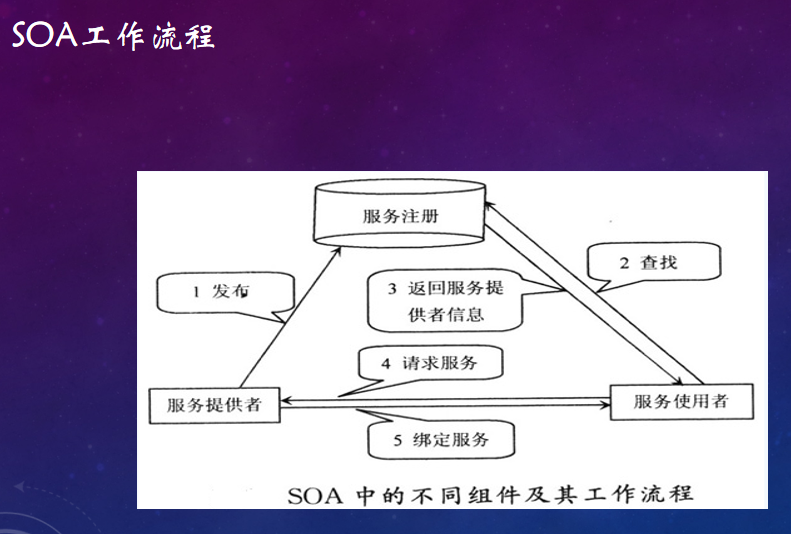 SOA工作流程
服务注册
1 发布
2 查找
3 返回服务提
供者信息
4 请求服务
服务提供者
服务使用者
5 绑定服务
SOA 中的不同组件及其工作流程